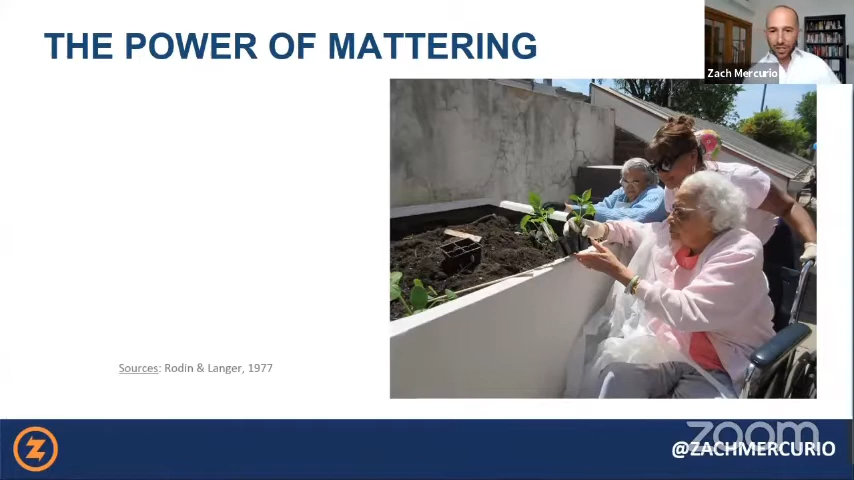 THE POWER OF MATTERING
Zach Mercurio
Sources: Rodin & Langer, 1977
zoom
@ZACHMERCURIO